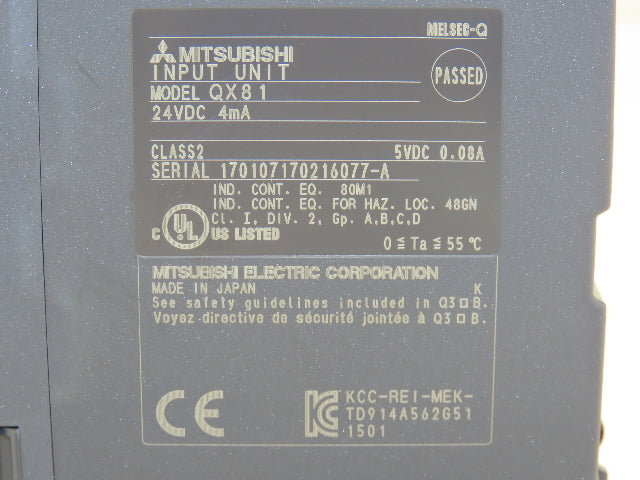 MELSEC-Q
MITSUBISHI
INPUT UNIT
PASSED
MODEL QX81
24VDC 4mA
CLASS2 5VDC 0.08A
SERIAL 170107170216077-A
IND. CONT. EQ. 80M1
IND. CONT. EQ. FOR HAZ. LOC. 48GN
Cl. I, DIV. 2, Gp. A,B,C,D
C UL US LISTED
0≦Ta≦55℃
MITSUBISHI ELECTRIC CORPORATION
MADE IN JAPAN K
See safety guidelines included in Q3□B.
Voyez directive de sécurité jointée à Q3□B.
CE
KCC-REI-MEK-
TD914A562G51
1501